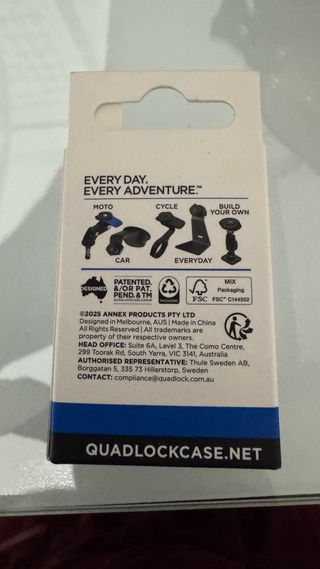 EVERY DAY.
EVERY ADVENTURE.™
MOTO
CYCLE
BUILD
YOUR OWN
CAR
EVERYDAY
DESIGNED
PATENTED.
&/OR PAT.
PEND. & TM
QUADLOCKCASE.COM/IP
PACKAGING
FSC
MIX
Packaging
FSC™ C144502
©2025 ANNEX PRODUCTS PTY LTD
Designed in Melbourne, AUS | Made in China
All Rights Reserved | All trademarks are
property of their respective owners.
HEAD OFFICE: Suite 6A, Level 3, The Como Centre,
299 Toorak Rd, South Yarra, VIC 3141, Australia
AUTHORISED REPRESENTATIVE: Thule Sweden AB,
Borggatan 5, 335 73 Hillerstorp, Sweden
CONTACT: compliance@quadlock.com.au
QUADLOCKCASE.NET